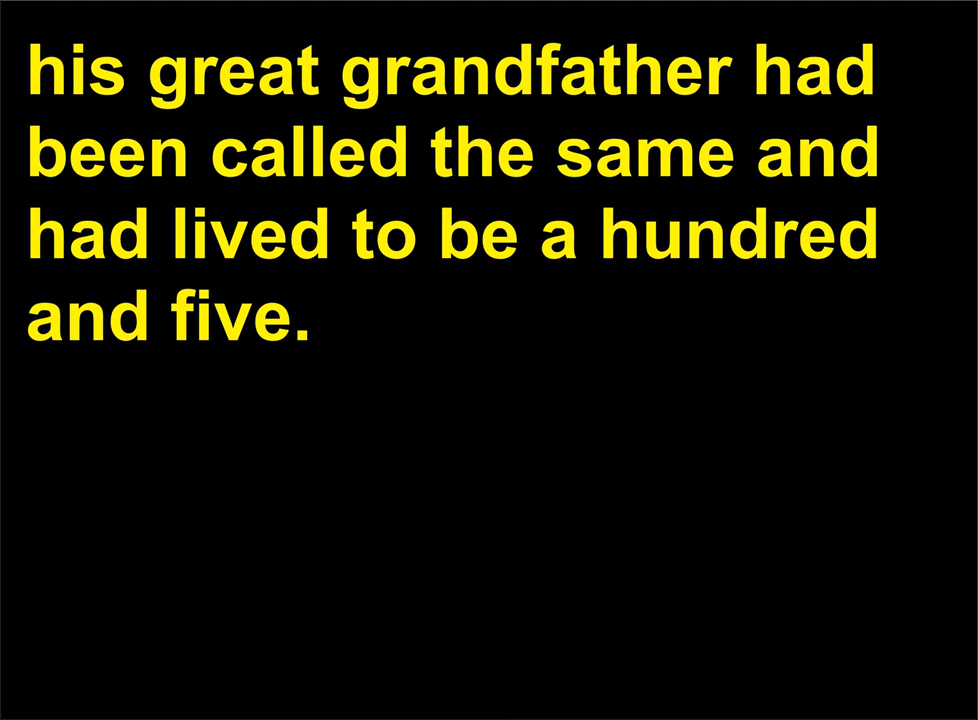 his great grandfather had
been called the same and
had lived to be a hundred
and five.